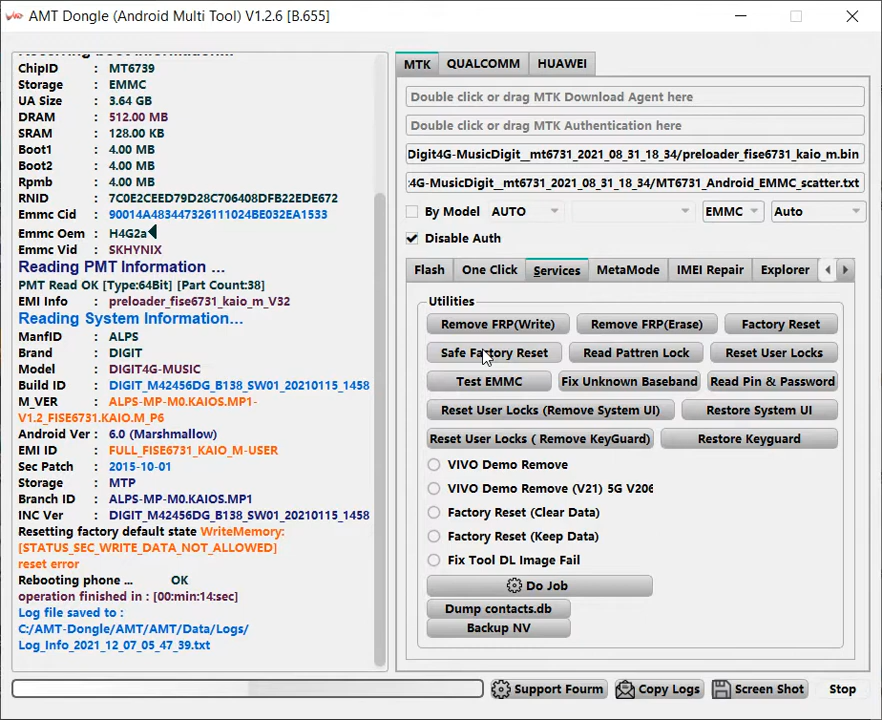 AMT Dongle (Android Multi Tool) V1.2.6 [B.655]
ChipID : MT6739
Storage : EMMC
UA Size : 3.64 GB
DRAM : 512.00 MB
SRAM : 128.00 KB
Boot1 : 4.00 MB
Boot2 : 4.00 MB
Rpmb : 4.00 MB
RNID : 7C0E2CEED79D28C706408DFB22EDE672
Emmc Cid : 90014A484447326111024BE032EA1533
Emmc Oem : H4G2a
Emmc Vid : SKHYNIX
Reading PMT Information ...
PMT Read OK [Type:64Bit] [Part Count:38]
EMI Info : preloader_fise6731_kaio_m_V32
Reading System Information...
ManfID : ALPS
Brand : DIGIT
Model : DIGIT4G-MUSIC
Build ID : DIGIT_M42456DG_B138_SW01_20210115_1458
M_VER : ALPS-MP-M0.KAIOS.MP1-
V1.2_FISE6731.KAIO.M_P6
Android Ver : 6.0 (Marshmallow)
EMI ID : FULL_FISE6731_KAIO_M-USER
Sec Patch : 2015-10-01
Storage : MTP
Branch ID : ALPS-MP-M0.KAIOS.MP1
INC Ver : DIGIT_M42456DG_B138_SW01_20210115_1458
Resetting factory default state WriteMemory:
[STATUS_SEC_WRITE_DATA_NOT_ALLOWED]
reset error
Rebooting phone ... OK
operation finished in : [00:min:14:sec]
Log file saved to :
C:/AMT-Dongle/AMT/AMT/Data/Logs/
Log_Info_2021_12_07_05_47_39.txt
MTK QUALCOMM HUAWEI
Double click or drag MTK Download Agent here
Double click or drag MTK Authentication here
Digit4G-MusicDigit__mt6731_2021_08_31_18_34/preloader_fise6731_kaio_m.bin
:4G-MusicDigit__mt6731_2021_08_31_18_34/MT6731_Android_EMMC_scatter.txt
By Model AUTO EMMC Auto
Disable Auth
Flash One Click Services MetaMode IMEI Repair Explorer
Utilities
Remove FRP(Write) Remove FRP(Erase) Factory Reset
Safe Factory Reset Read Pattren Lock Reset User Locks
Test EMMC Fix Unknown Baseband Read Pin & Password
Reset User Locks (Remove System UI) Restore System UI
Reset User Locks ( Remove KeyGuard) Restore Keyguard
VIVO Demo Remove
VIVO Demo Remove (V21) 5G V206
Factory Reset (Clear Data)
Factory Reset (Keep Data)
Fix Tool DL Image Fail
Do Job
Dump contacts.db
Backup NV
Support Fourm Copy Logs Screen Shot Stop